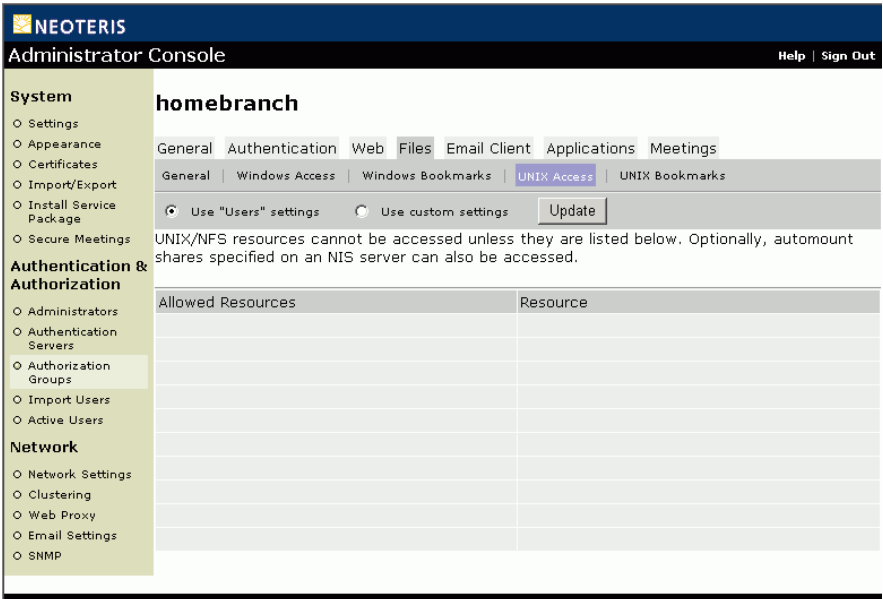 NEOTERIS
Administrator Console
Help | Sign Out
System
Settings
Appearance
Certificates
Import/Export
Install Service
Package
Secure Meetings
Authentication &
Authorization
Administrators
Authentication
Servers
Authorization
Groups
Import Users
Active Users
Network
Network Settings
Clustering
Web Proxy
Email Settings
SNMP
homebranch
General Authentication Web Files Email Client Applications Meetings
General | Windows Access | Windows Bookmarks | UNIX Access | UNIX Bookmarks
Use "Users" settings Use custom settings Update
UNIX/NFS resources cannot be accessed unless they are listed below. Optionally, automount
shares specified on an NIS server can also be accessed.
Allowed Resources Resource